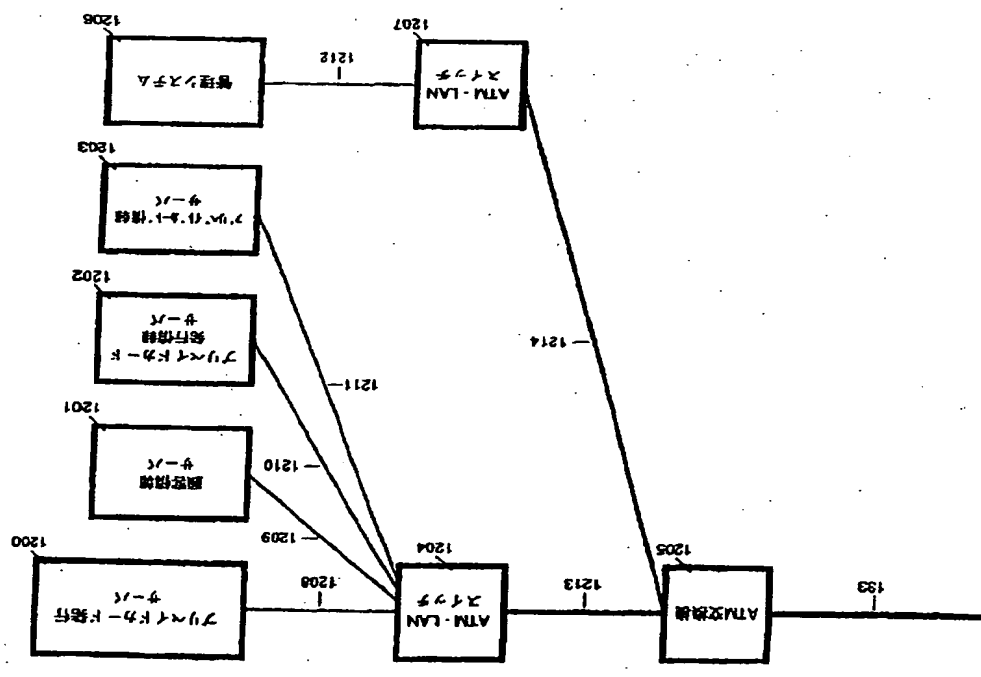 プリペイドカード発行
サーバ
1200
1208
ATM - LAN
スイッチ
1204
1213
ATM交換機
1205
193
顧客情報
サーバ
1201
1209
1210
プリペイドカード
発行情報
サーバ
1202
1211
1214
プリペイドカード情報
サーバ
1203
管理システム
1206
1212
ATM - LAN
スイッチ
1207